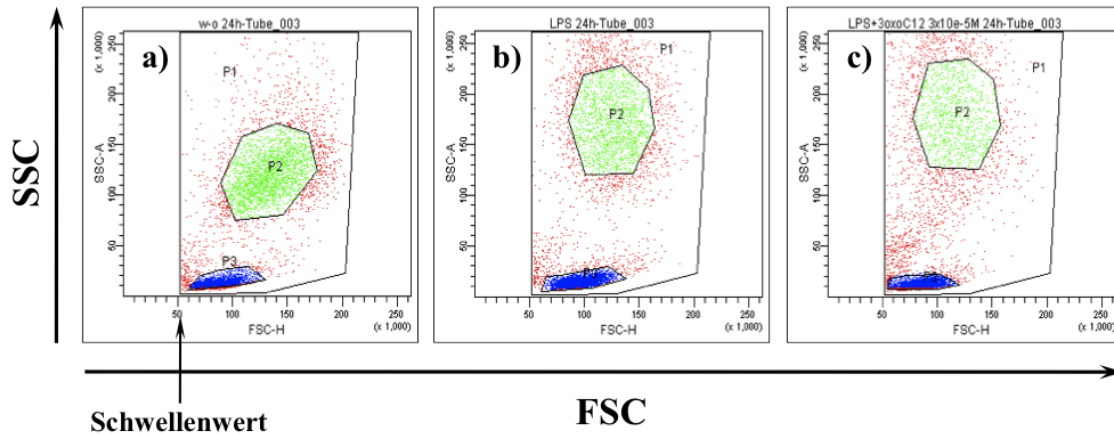 w-o 24h-Tube_003
a)
P1
P2
P3
SSC-A
(x 1,000)
50 100 150 200 250
50 100 150 200 250
FSC-H
(x 1,000)
LPS 24h-Tube_003
b)
P1
P2
SSC-A
(x 1,000)
50 100 150 200 250
50 100 150 200 250
FSC-H
(x 1,000)
LPS+3oxoC12 3x10e-5M 24h-Tube_003
c)
P1
P2
SSC-A
(x 1,000)
50 100 150 200 250
50 100 150 200 250
FSC-H
(x 1,000)
SSC
Schwellenwert
FSC